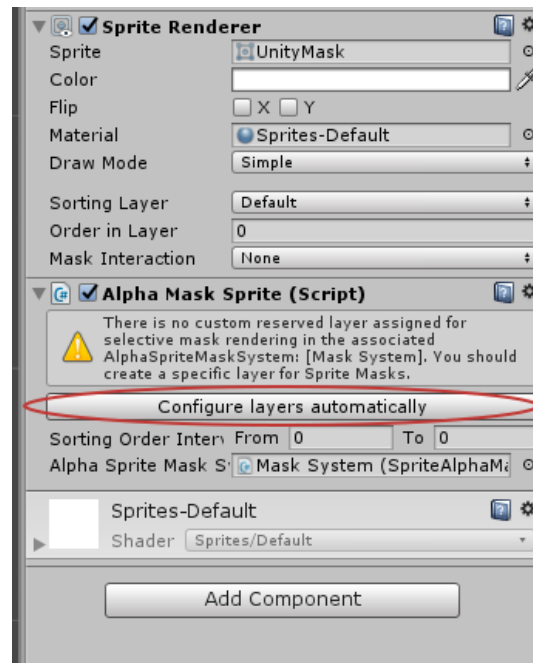 Sprite Renderer
Sprite UnityMask
Color
Flip X Y
Material Sprites-Default
Draw Mode Simple
Sorting Layer Default
Order in Layer 0
Mask Interaction None
Alpha Mask Sprite (Script)
There is no custom reserved layer assigned for
selective mask rendering in the associated
AlphaSpriteMaskSystem: [Mask System]. You should
create a specific layer for Sprite Masks.
Configure layers automatically
Sorting Order Interv From 0 To 0
Alpha Sprite Mask S Mask System (SpriteAlphaMa
Sprites-Default
Shader Sprites/Default
Add Component